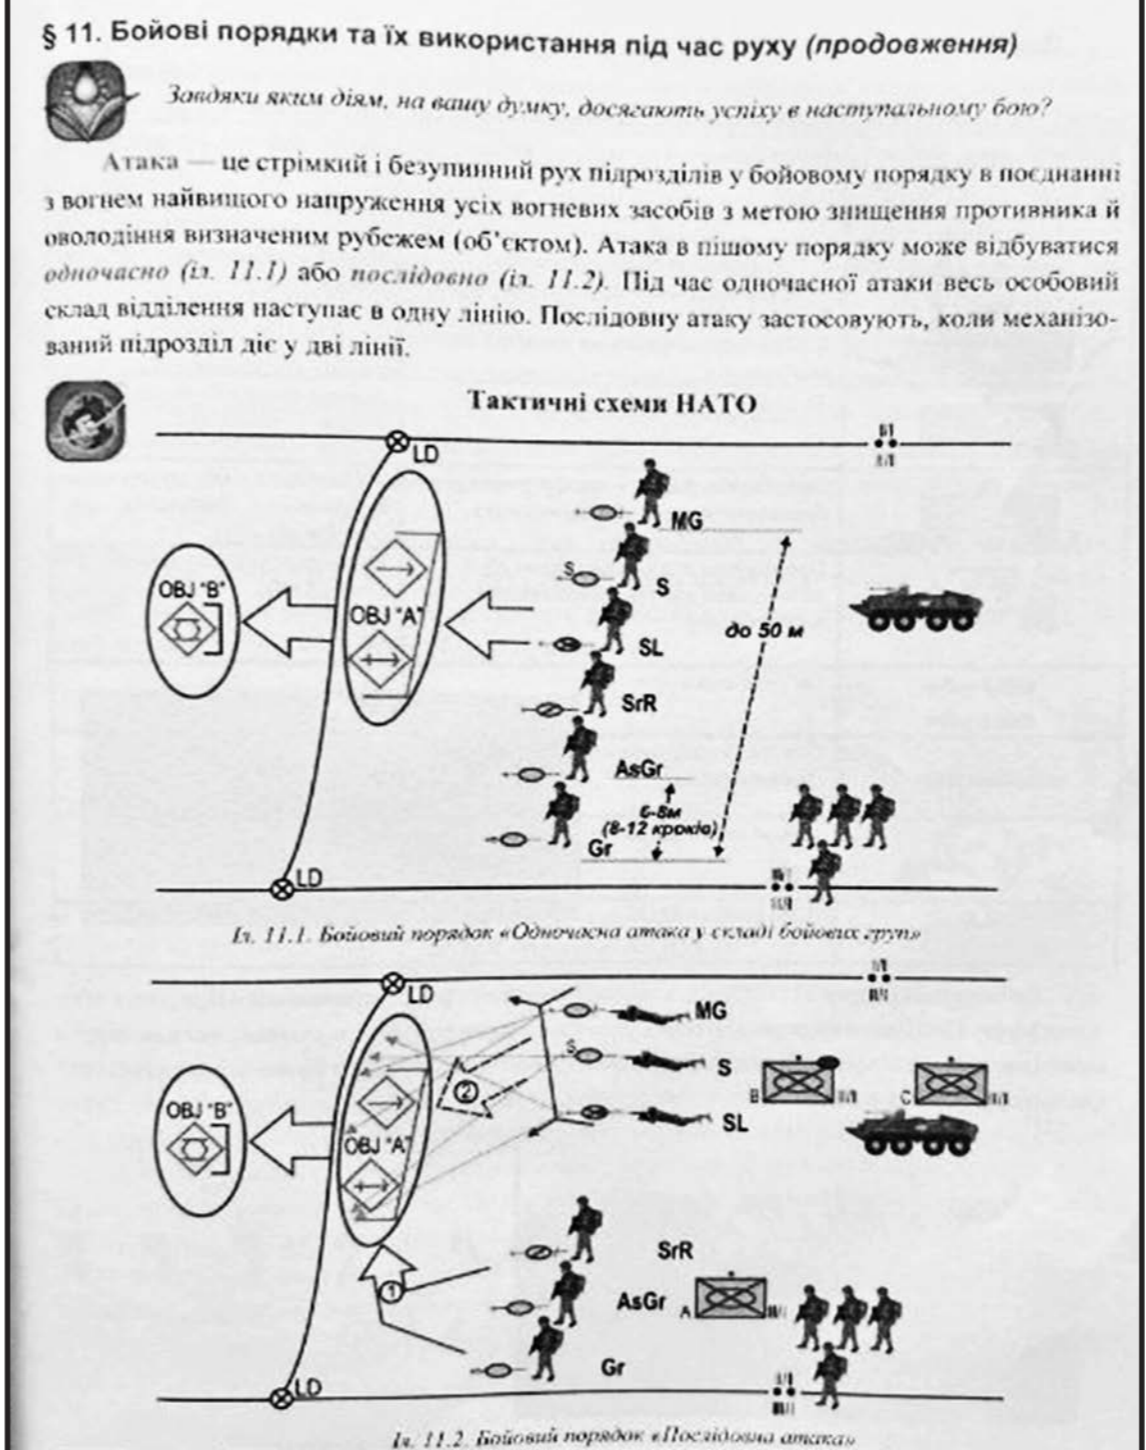 § 11. Бойові порядки та їх використання під час руху (продовження)
Завдяки яким діям, на вашу думку, досягають успіху в наступальному бою?
Атака — це стрімкий і безупинний рух підрозділів у бойовому порядку в поєднанні
з вогнем найвищого напруження усіх вогневих засобів з метою знищення противника й
оволодіння визначеним рубежем (об’єктом). Атака в пішому порядку може відбуватися
одночасно (іл. 11.1) або послідовно (іл. 11.2). Під час одночасної атаки весь особовий
склад відділення наступає в одну лінію. Послідовну атаку застосовують, коли механізо-
ваний підрозділ діє у дві лінії.
Тактичні схеми НАТО
LD
MG
S
S
OBJ "B"
OBJ "A"
SL
до 50 м
SrR
AsGr
6-8м
(8-12 кроків)
Gr
LD
Іл. 11.1. Бойовий порядок «Одночасна атака у складі бойових груп»
LD
MG
S
S
2
B
C
OBJ "B"
OBJ "A"
SL
SrR
1
AsGr
A
Gr
LD
Іл. 11.2. Бойовий порядок «Послідовна атака»